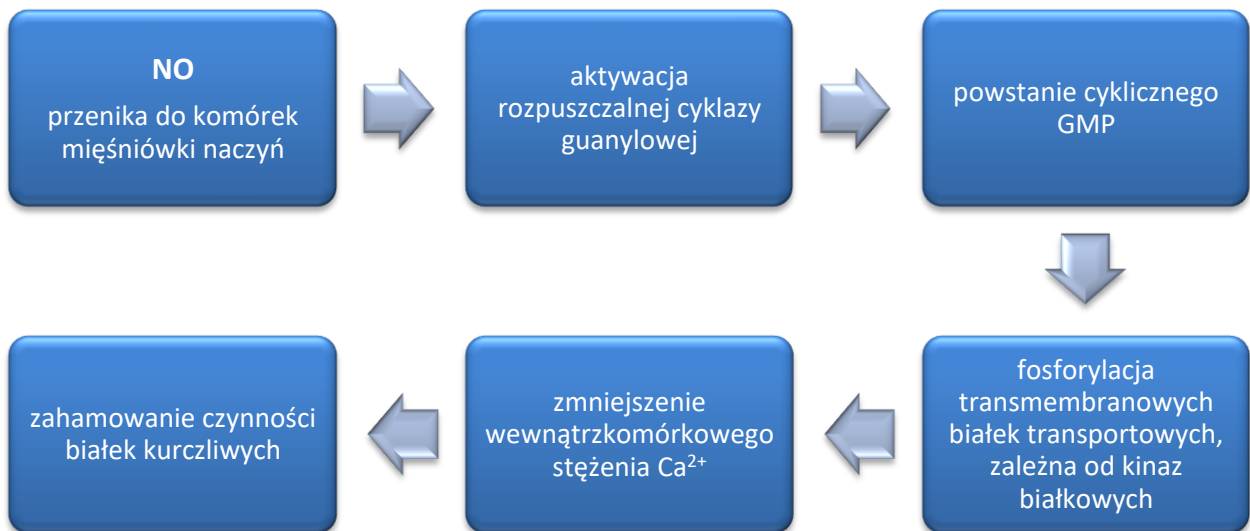 NO
przenika do komórek
mięśniówki naczyń
aktywacja
rozpuszczalnej cyklazy
guanylowej
powstanie cyklicznego
GMP
fosforylacja
transmembranowych
białek transportowych,
zależna od kinaz
białkowych
zmniejszenie
wewnątrzkomórkowego
stężenia Ca²⁺
zahamowanie czynności
białek kurczliwych